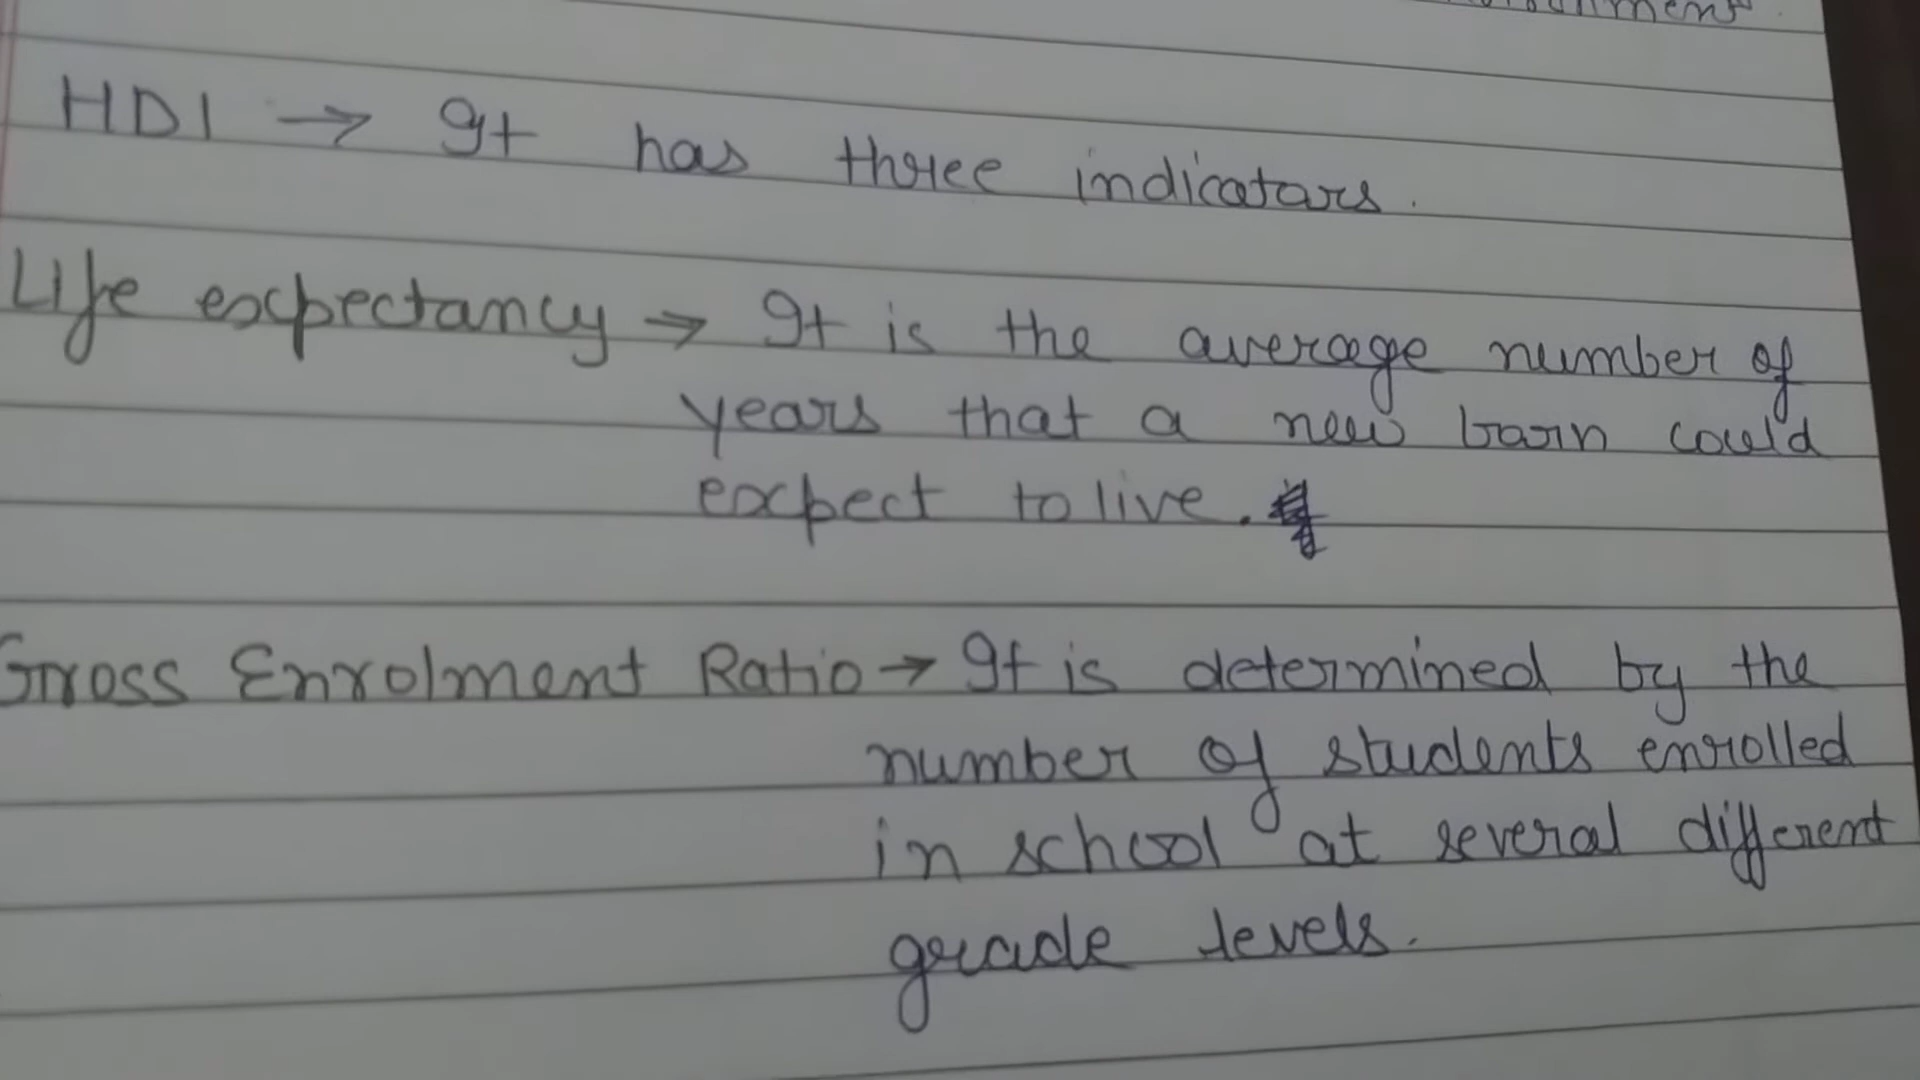 HDI → It has three indicators.
Life expectancy → It is the average number of
years that a new born could
expect to live.
Gross Enrolment Ratio → It is determined by the
number of students enrolled
in school at several different
grade levels.